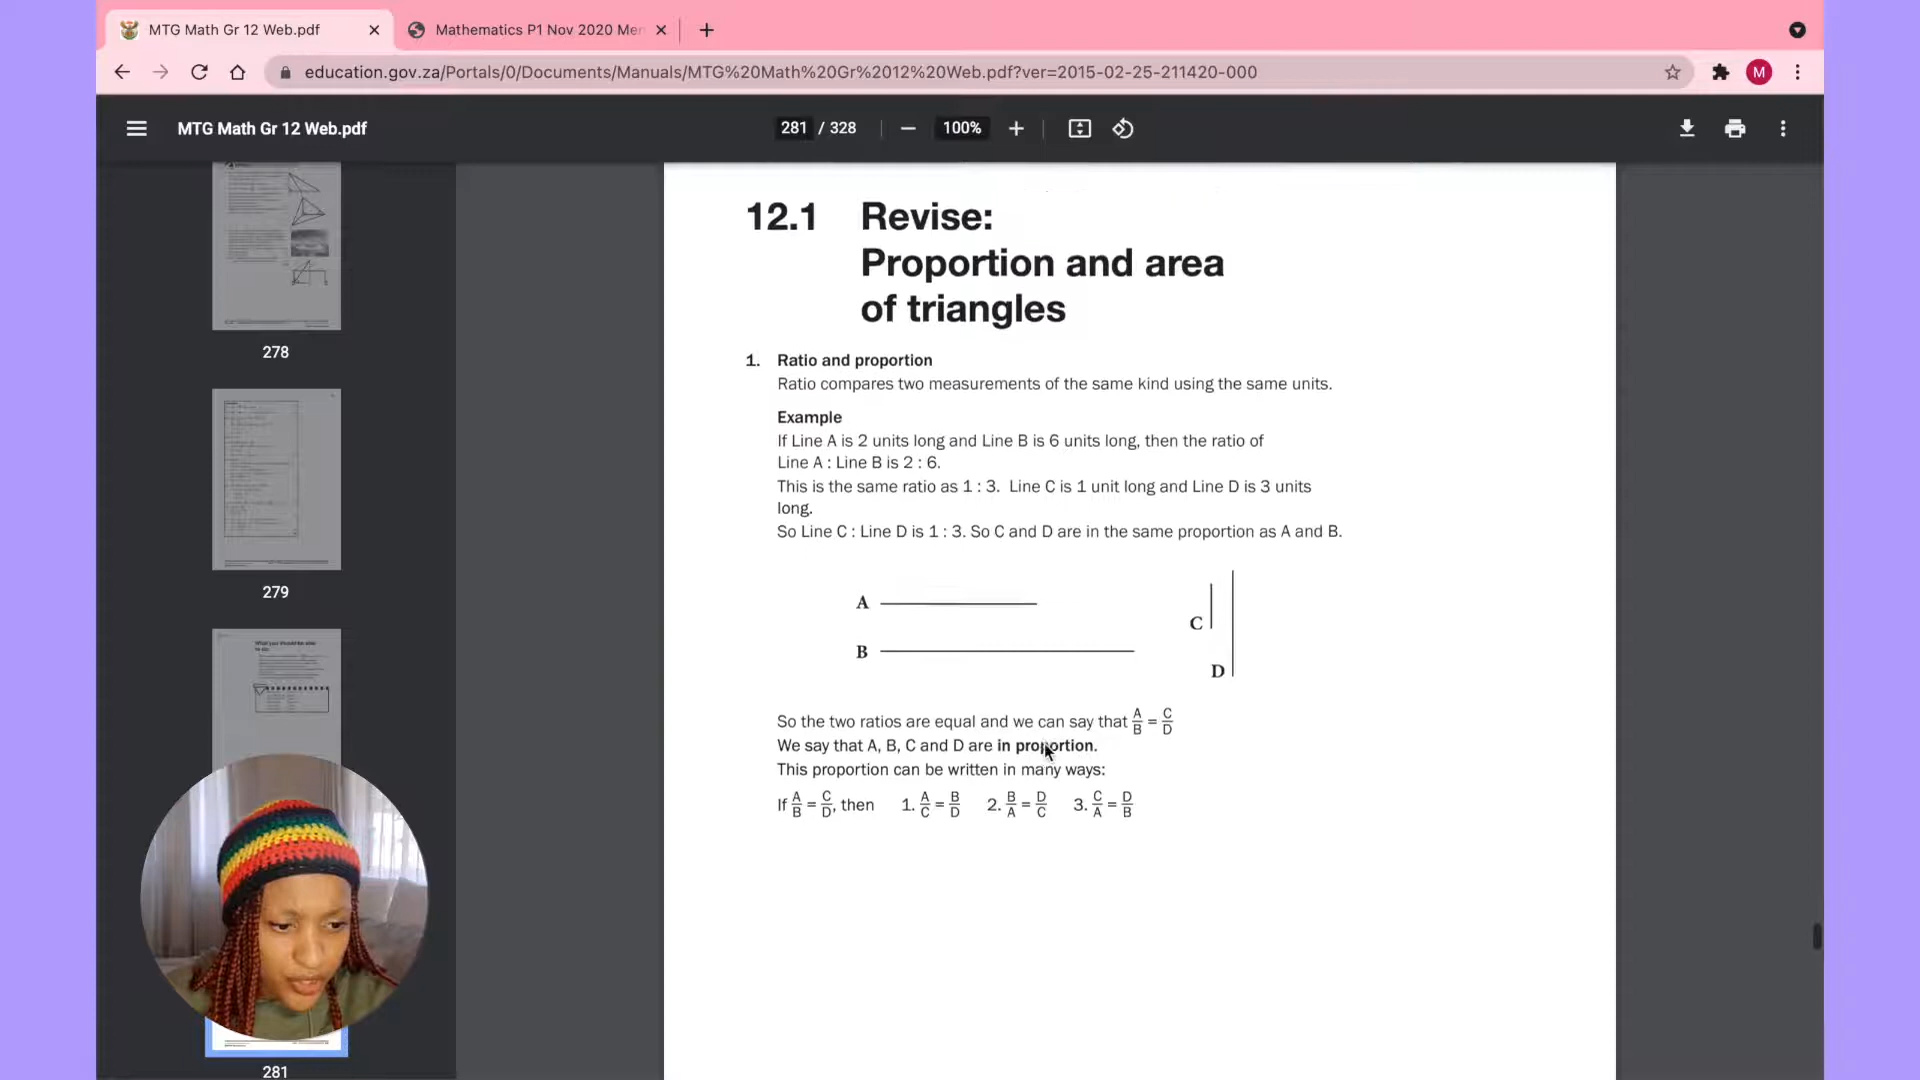 MTG Math Gr 12 Web.pdf
Mathematics P1 Nov 2020 Mer
education.gov.za/Portals/0/Documents/Manuals/MTG%20Math%20Gr%2012%20Web.pdf?ver=2015-02-25-211420-000
M
MTG Math Gr 12 Web.pdf
281 / 328
100%
278
279
281
12.1 Revise:
Proportion and area
of triangles
1. Ratio and proportion
Ratio compares two measurements of the same kind using the same units.
Example
If Line A is 2 units long and Line B is 6 units long, then the ratio of
Line A : Line B is 2 : 6.
This is the same ratio as 1 : 3. Line C is 1 unit long and Line D is 3 units
long.
So Line C : Line D is 1 : 3. So C and D are in the same proportion as A and B.
A
B
C
D
So the two ratios are equal and we can say that A/B = C/D
We say that A, B, C and D are in proportion.
This proportion can be written in many ways:
If A/B = C/D, then 1. A/C = B/D 2. B/A = D/C 3. C/A = D/B